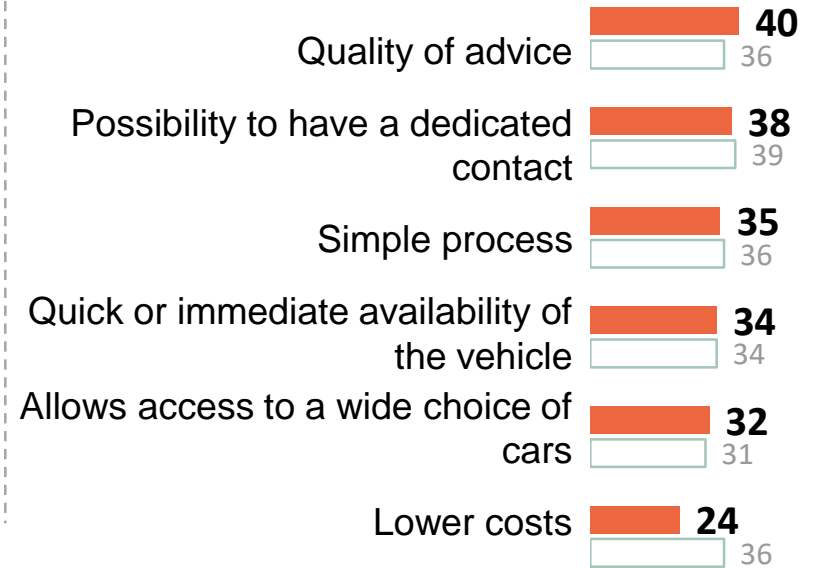 Quality of advice 40
36
Possibility to have a dedicated 38
contact 39
Simple process 35
36
Quick or immediate availability of 34
the vehicle 34
Allows access to a wide choice of 32
cars 31
Lower costs 24
36